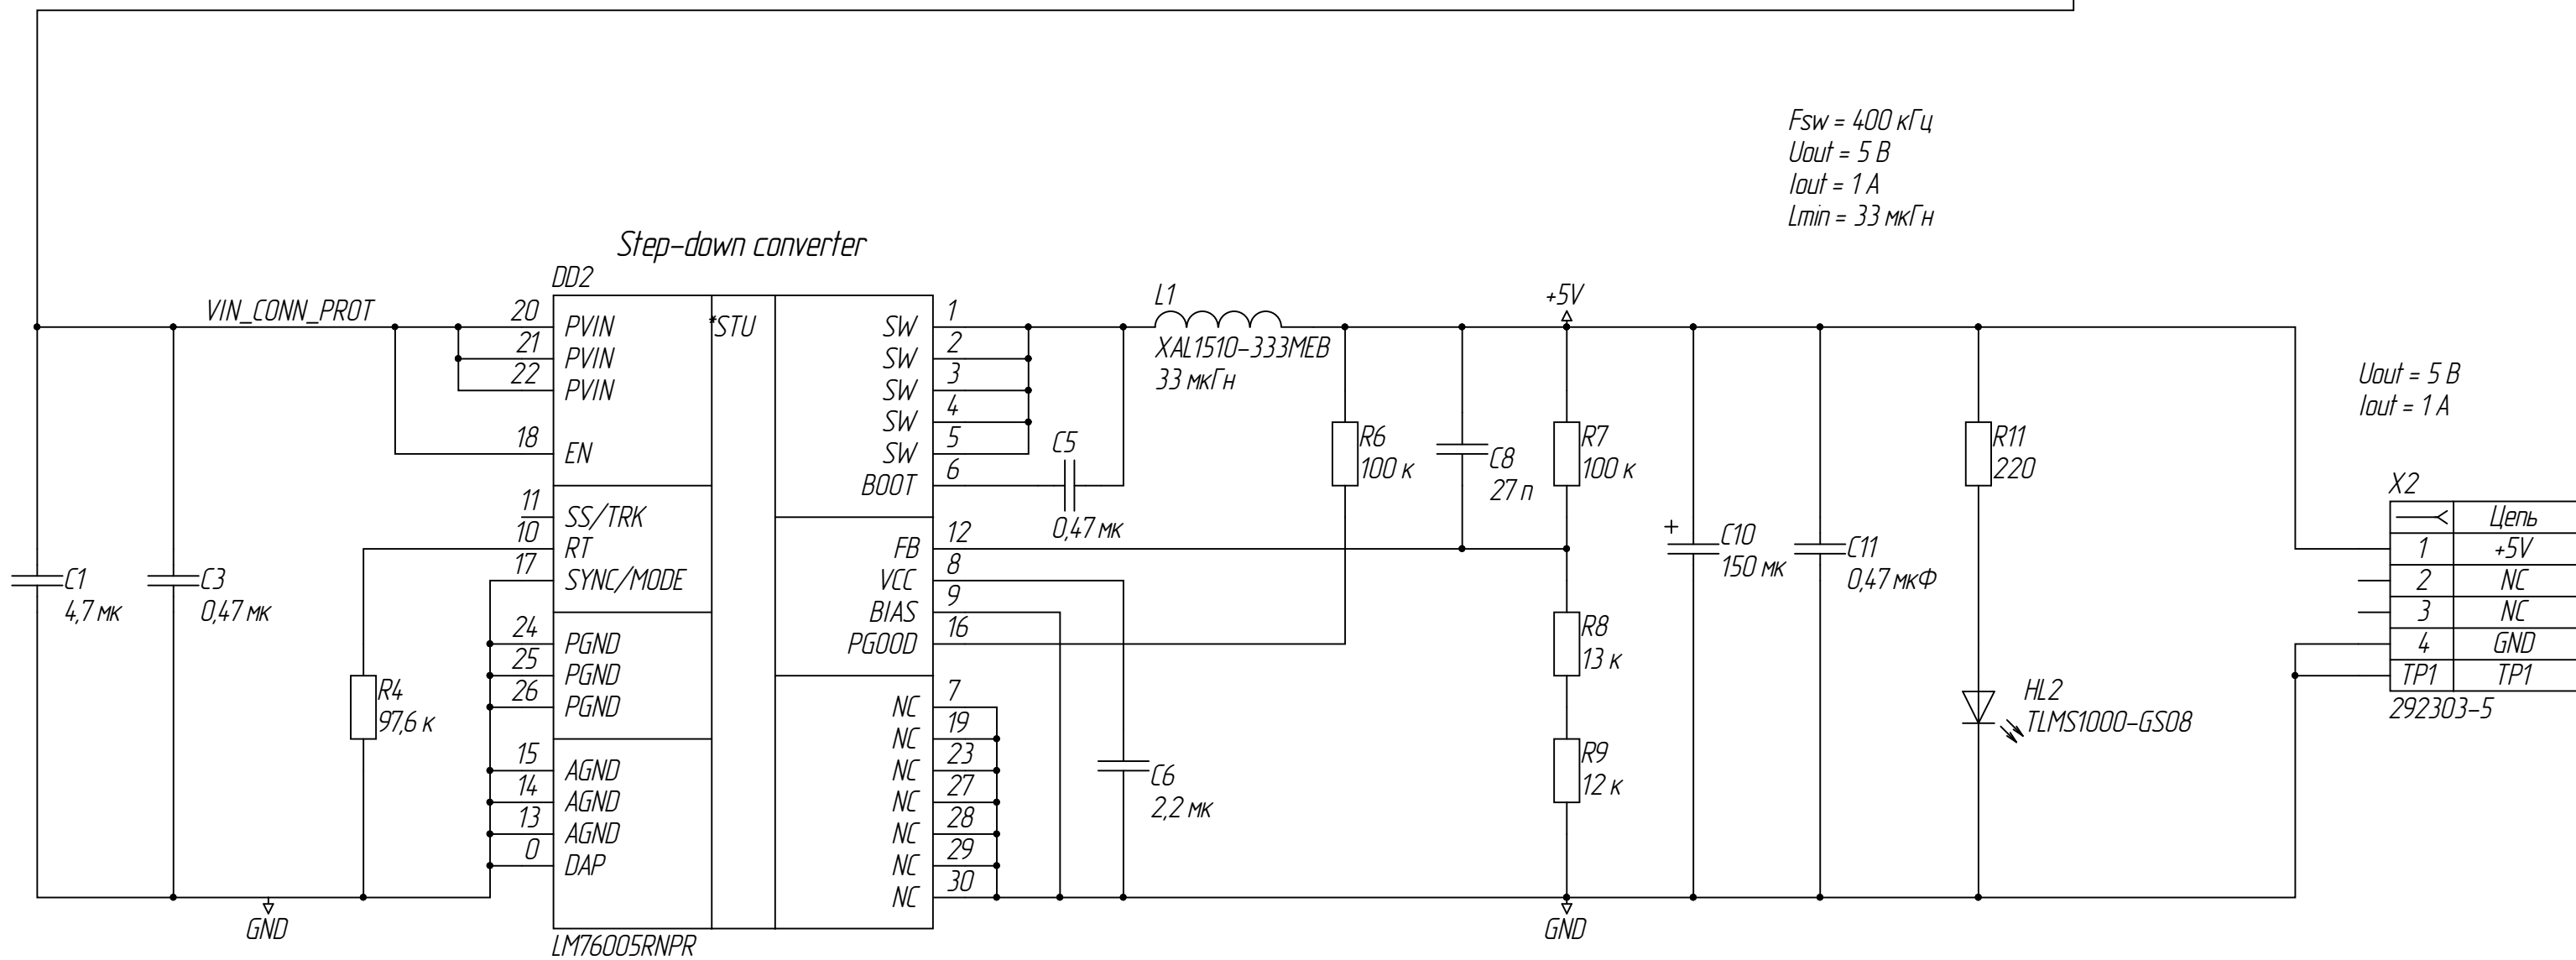 Fsw = 400 кГц
Uout = 5 В
Iout = 1 А
Lmin = 33 мкГн
Step-down converter
DD2
VIN_CONN_PROT
20 PVIN
21 PVIN
22 PVIN
18 EN
11 SS/TRK
10 RT
17 SYNC/MODE
24 PGND
25 PGND
26 PGND
15 AGND
14 AGND
13 AGND
0 DAP
*STU
SW 1
SW 2
SW 3
SW 4
SW 5
BOOT 6
FB 12
VCC 8
BIAS 9
PGOOD 16
NC 7
NC 19
NC 23
NC 27
NC 28
NC 29
NC 30
LM76005RNPR
C1
4,7 мк
C3
0,47 мк
R4
97,6 к
GND
C5
0,47 мк
L1
XAL1510-333MEB
33 мкГн
C6
2,2 мк
R6
100 к
C8
27 п
+5V
R7
100 к
R8
13 к
R9
12 к
GND
+
C10
150 мк
C11
0,47 мкФ
R11
220
HL2
TLMS1000-GS08
Uout = 5 В
Iout = 1 А
X2
Цепь
1 +5V
2 NC
3 NC
4 GND
TP1 TP1
292303-5